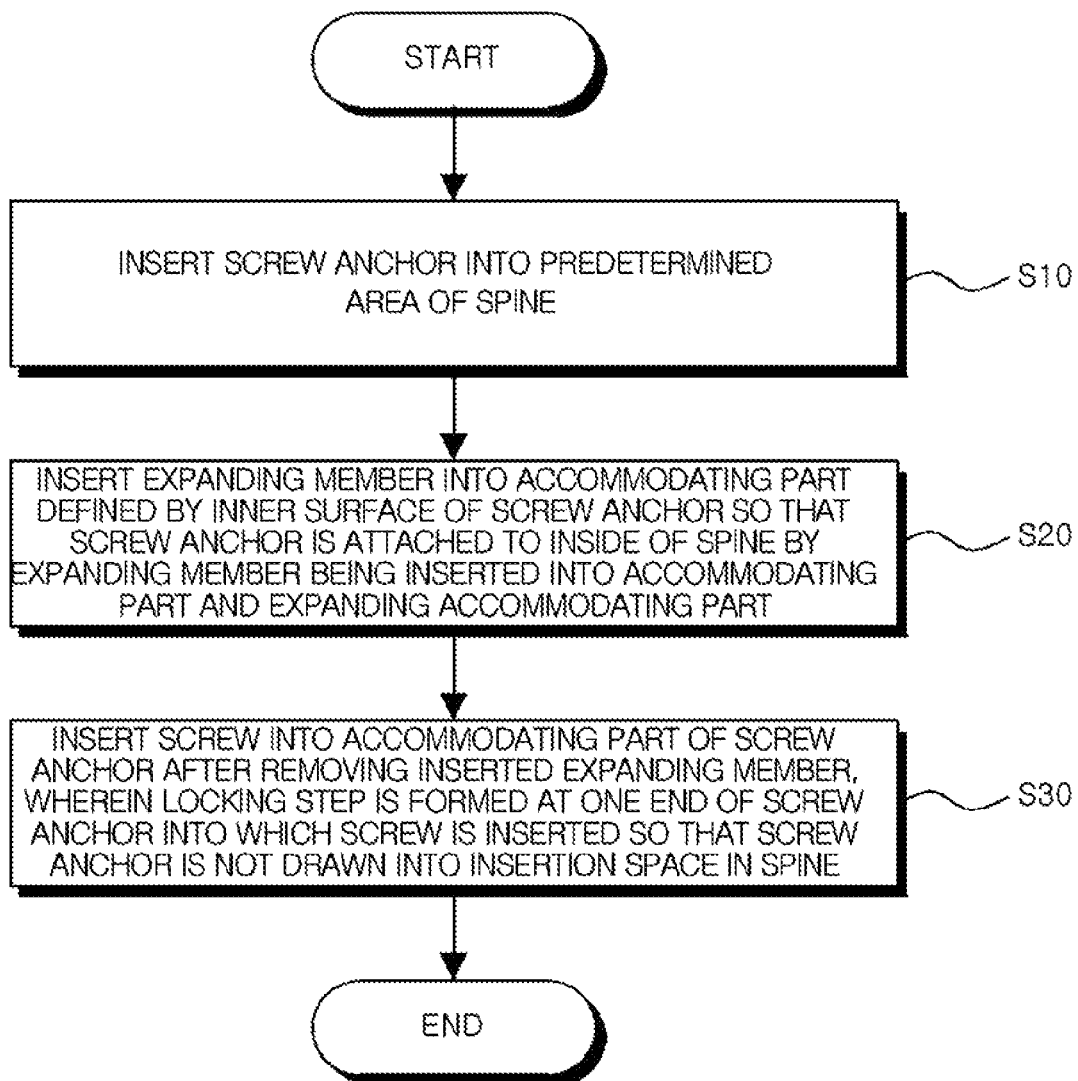 START
INSERT SCREW ANCHOR INTO PREDETERMINED
AREA OF SPINE
S10
INSERT EXPANDING MEMBER INTO ACCOMMODATING PART
DEFINED BY INNER SURFACE OF SCREW ANCHOR SO THAT
SCREW ANCHOR IS ATTACHED TO INSIDE OF SPINE BY
EXPANDING MEMBER BEING INSERTED INTO ACCOMMODATING
PART AND EXPANDING ACCOMMODATING PART
S20
INSERT SCREW INTO ACCOMMODATING PART OF SCREW
ANCHOR AFTER REMOVING INSERTED EXPANDING MEMBER,
WHEREIN LOCKING STEP IS FORMED AT ONE END OF SCREW
ANCHOR INTO WHICH SCREW IS INSERTED SO THAT SCREW
ANCHOR IS NOT DRAWN INTO INSERTION SPACE IN SPINE
S30
END